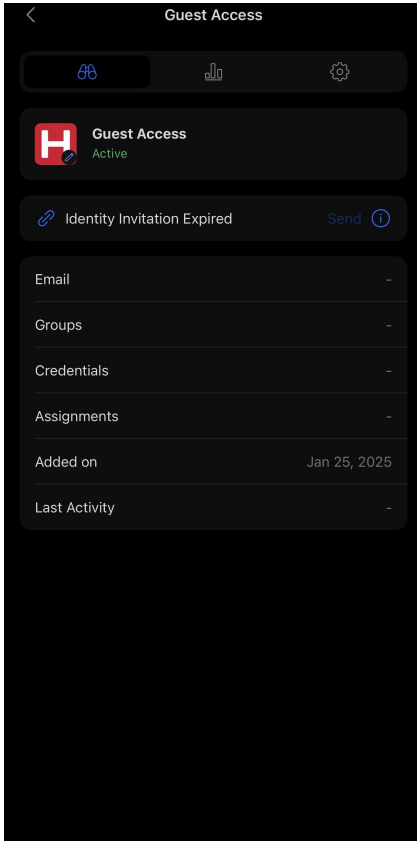 Guest Access
H
Guest Access
Active
Identity Invitation Expired Send
Email -
Groups -
Credentials -
Assignments -
Added on Jan 25, 2025
Last Activity -